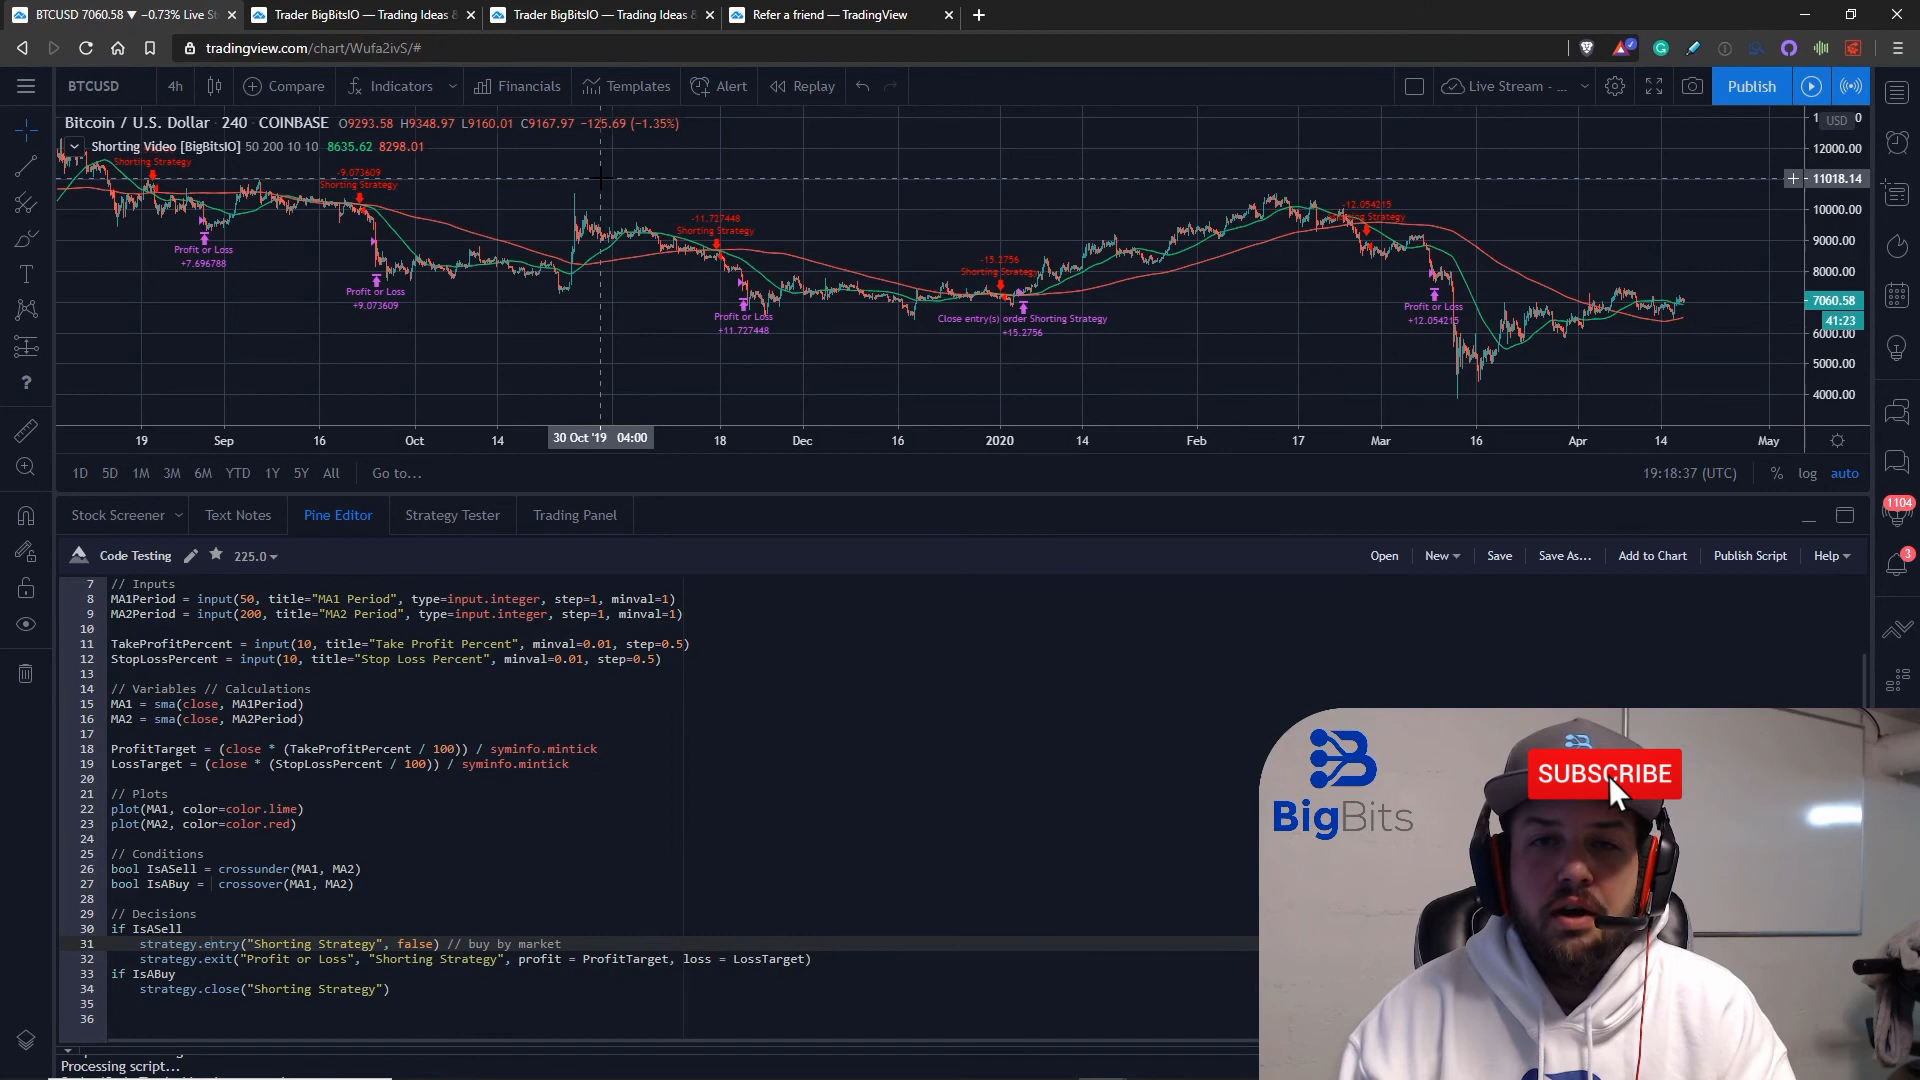 BTCUSD 7060.58 ▼ −0.73% Live St
Trader BigBitsIO — Trading Ideas &
Trader BigBitsIO — Trading Ideas &
Refer a friend — TradingView
tradingview.com/chart/Wufa2ivS/#
BTCUSD 4h Compare Indicators Financials Templates Alert Replay Live Stream - ... Publish
Bitcoin / U.S. Dollar · 240 · COINBASE O9293.58 H9348.97 L9160.01 C9167.97 −125.69 (−1.35%)
Shorting Video [BigBitsIO] 50 200 10 10 8635.62 8298.01
USD
12000.00
11018.14
10000.00
9000.00
8000.00
7060.58
41:23
6000.00
5000.00
4000.00
Shorting Strategy
Profit or Loss
+7.696788
-9.073609
Shorting Strategy
Profit or Loss
+9.073609
-11.727448
Shorting Strategy
Profit or Loss
+11.727448
-15.2756
Shorting Strategy
Close entry(s) order Shorting Strategy
+15.2756
-12.054215
Profit or Loss
+12.054215
19 Sep 16 Oct 14 30 Oct '19 04:00 18 Dec 16 2020 14 Feb 17 Mar 16 Apr 14 May
1D 5D 1M 3M 6M YTD 1Y 5Y All Go to... 19:18:37 (UTC) % log auto
1104
3
Stock Screener Text Notes Pine Editor Strategy Tester Trading Panel
Code Testing 225.0 Open New Save Save As... Add to Chart Publish Script Help
7 // Inputs
8 MA1Period = input(50, title="MA1 Period", type=input.integer, step=1, minval=1)
9 MA2Period = input(200, title="MA2 Period", type=input.integer, step=1, minval=1)
10
11 TakeProfitPercent = input(10, title="Take Profit Percent", minval=0.01, step=0.5)
12 StopLossPercent = input(10, title="Stop Loss Percent", minval=0.01, step=0.5)
13
14 // Variables // Calculations
15 MA1 = sma(close, MA1Period)
16 MA2 = sma(close, MA2Period)
17
18 ProfitTarget = (close * (TakeProfitPercent / 100)) / syminfo.mintick
19 LossTarget = (close * (StopLossPercent / 100)) / syminfo.mintick
20
21 // Plots
22 plot(MA1, color=color.lime)
23 plot(MA2, color=color.red)
24
25 // Conditions
26 bool IsASell = crossunder(MA1, MA2)
27 bool IsABuy = crossover(MA1, MA2)
28
29 // Decisions
30 if IsASell
31 strategy.entry("Shorting Strategy", false) // buy by market
32 strategy.exit("Profit or Loss", "Shorting Strategy", profit = ProfitTarget, loss = LossTarget)
33 if IsABuy
34 strategy.close("Shorting Strategy")
35
36
Processing script...
BigBits
SUBSCRIBE